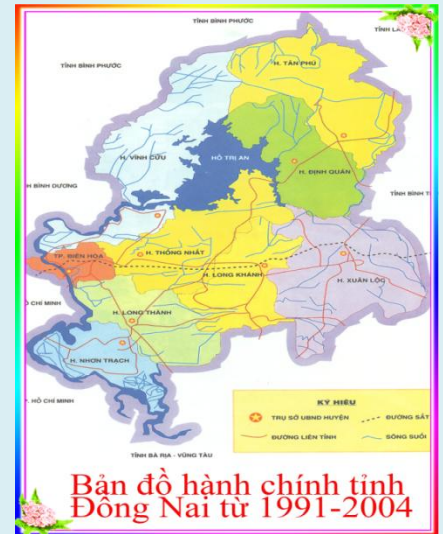 TỈNH BÌNH PHƯỚC
TỈNH LÂ
TỈNH BÌNH PHƯỚC
H. TÂN PHÚ
H. VĨNH CỬU
HỒ TRỊ AN
H. ĐỊNH QUÁN
H BÌNH DƯƠNG
TỈNH BÌNH T
TP. BIÊN HÒA
H. THỐNG NHẤT
H. LONG KHÁNH
H. XUÂN LỘC
Ồ CHÍ MINH
H. LONG THÀNH
H. NHƠN TRẠCH
P. HỒ CHÍ MINH
KÝ HIỆU
TRỤ SỞ UBND HUYỆN
ĐƯỜNG SẮT
ĐƯỜNG LIÊN TỈNH
SÔNG SUỐI
TỈNH BÀ RỊA - VŨNG TÀU
Bản đồ hành chính tỉnh
Đồng Nai từ 1991-2004